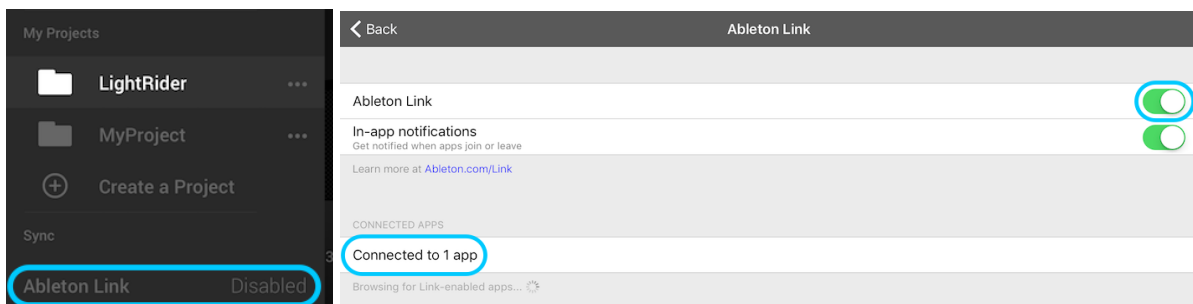 My Projects
LightRider
MyProject
Create a Project
Sync
Ableton Link Disabled
3
Back
Ableton Link
Ableton Link
In-app notifications
Get notified when apps join or leave
Learn more at Ableton.com/Link
CONNECTED APPS
Connected to 1 app
Browsing for Link-enabled apps...